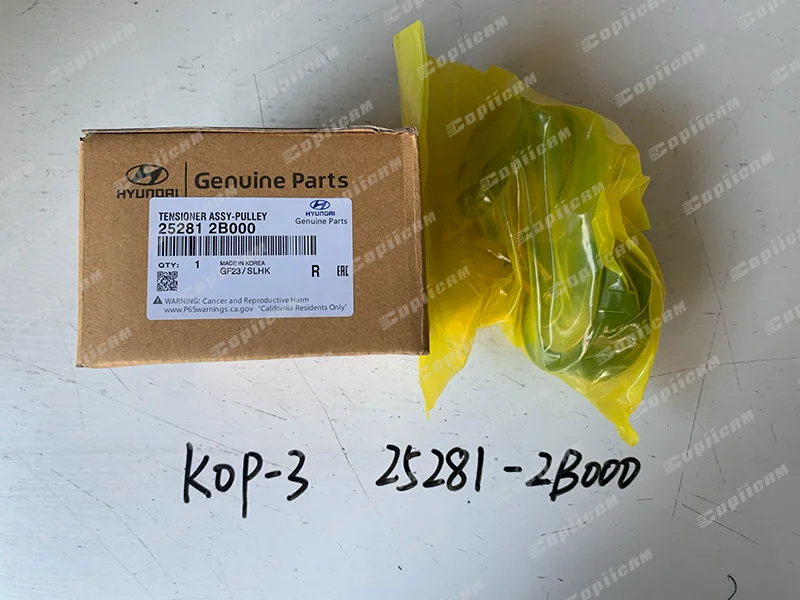 HYUNDAI | Genuine Parts
TENSIONER ASSY-PULLEY
25281 2B000
HYUNDAI
Genuine Parts
QTY: 1
MADE IN KOREA
GF23/SLHK
R
EAC
WARNING: Cancer and Reproductive Harm
www.P65warnings.ca.gov "California Residents Only"
KOP-3 25281-2B000
Copiicam